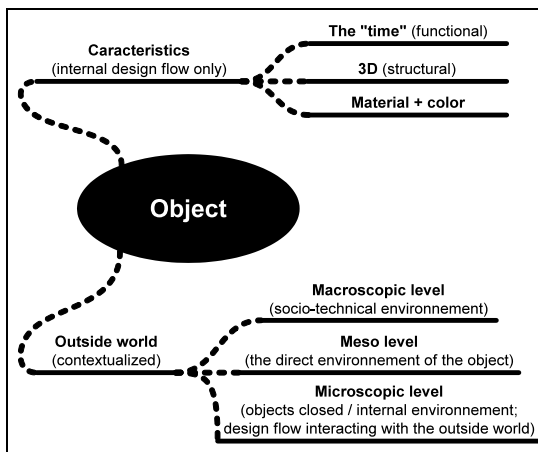 The "time" (functional)
Caracteristics
(internal design flow only)
3D (structural)
Material + color
Object
Macroscopic level
(socio-technical environnement)
Outside world
(contextualized)
Meso level
(the direct environnement of the object)
Microscopic level
(objects closed / internal environnement;
design flow interacting with the outside world)